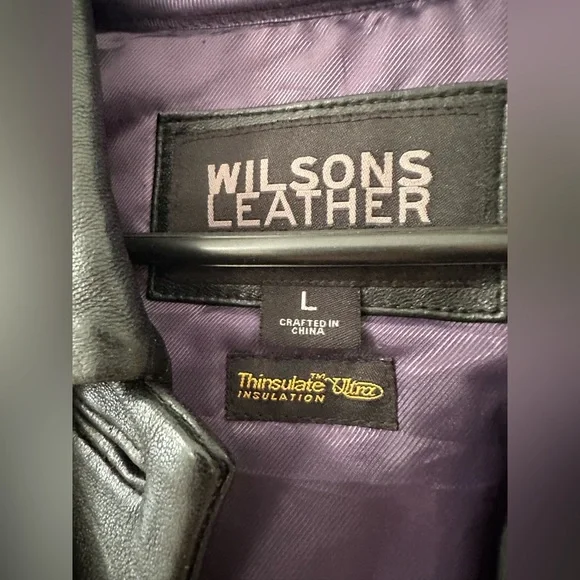 WILSONS
LEATHER
L
CRAFTED IN
CHINA
Thinsulate™ Ultra
INSULATION